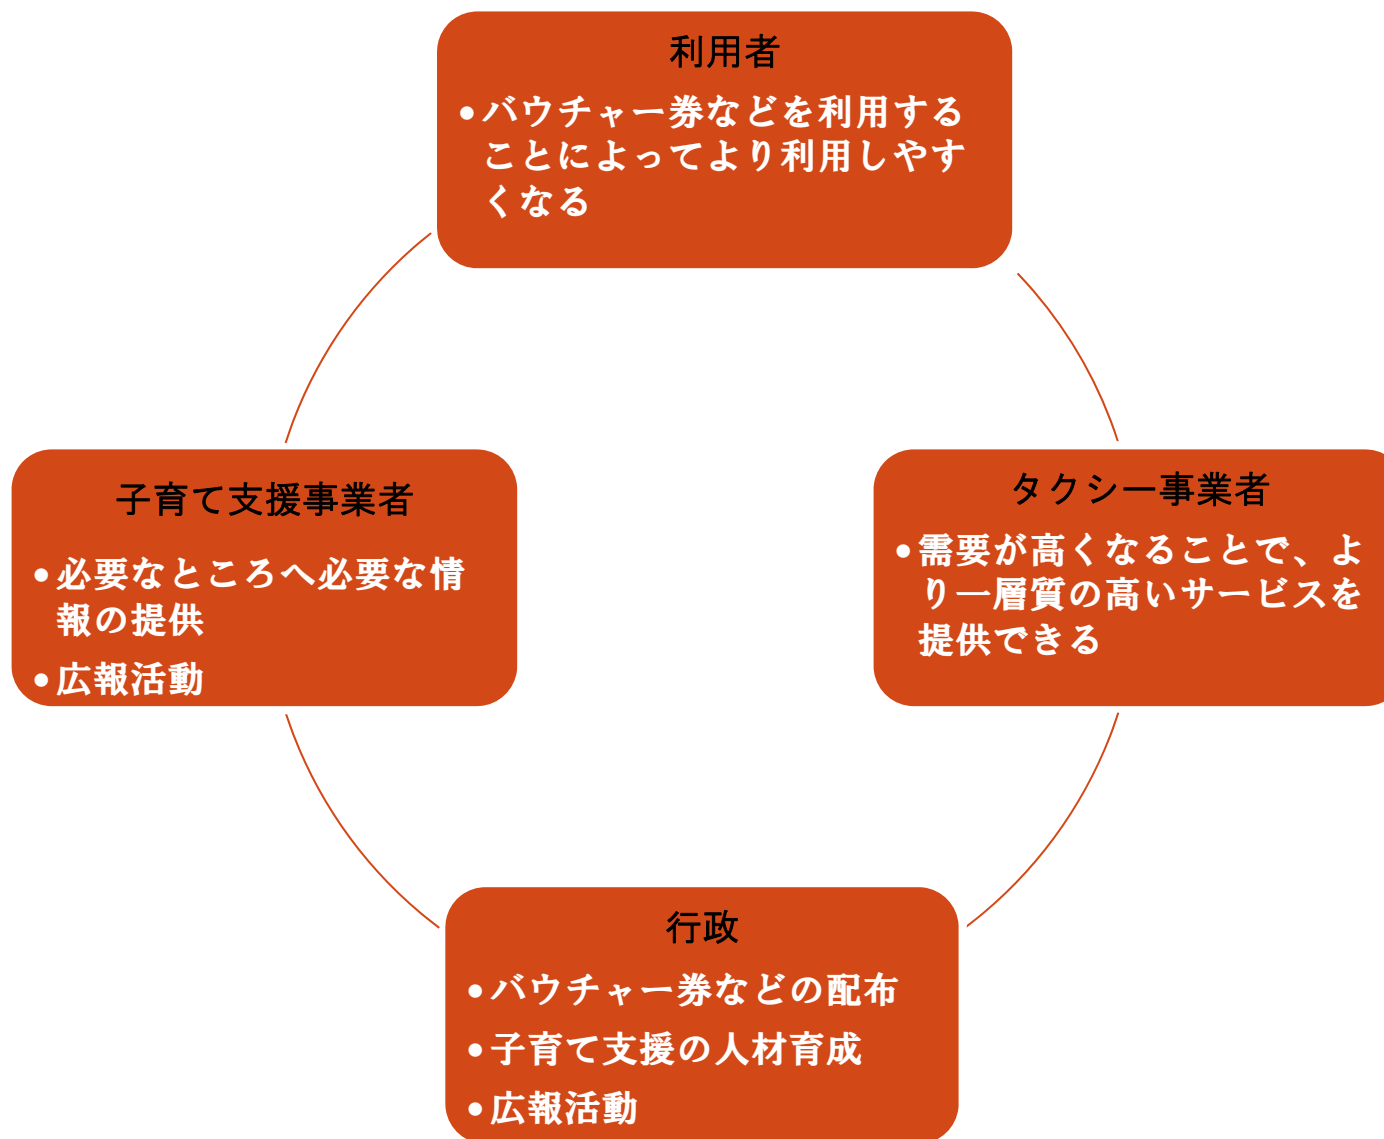 利用者
•バウチャー券などを利用する
ことによってより利用しやす
くなる
子育て支援事業者
•必要なところへ必要な情
報の提供
•広報活動
タクシー事業者
•需要が高くなることで、よ
り一層質の高いサービスを
提供できる
行政
•バウチャー券などの配布
•子育て支援の人材育成
•広報活動